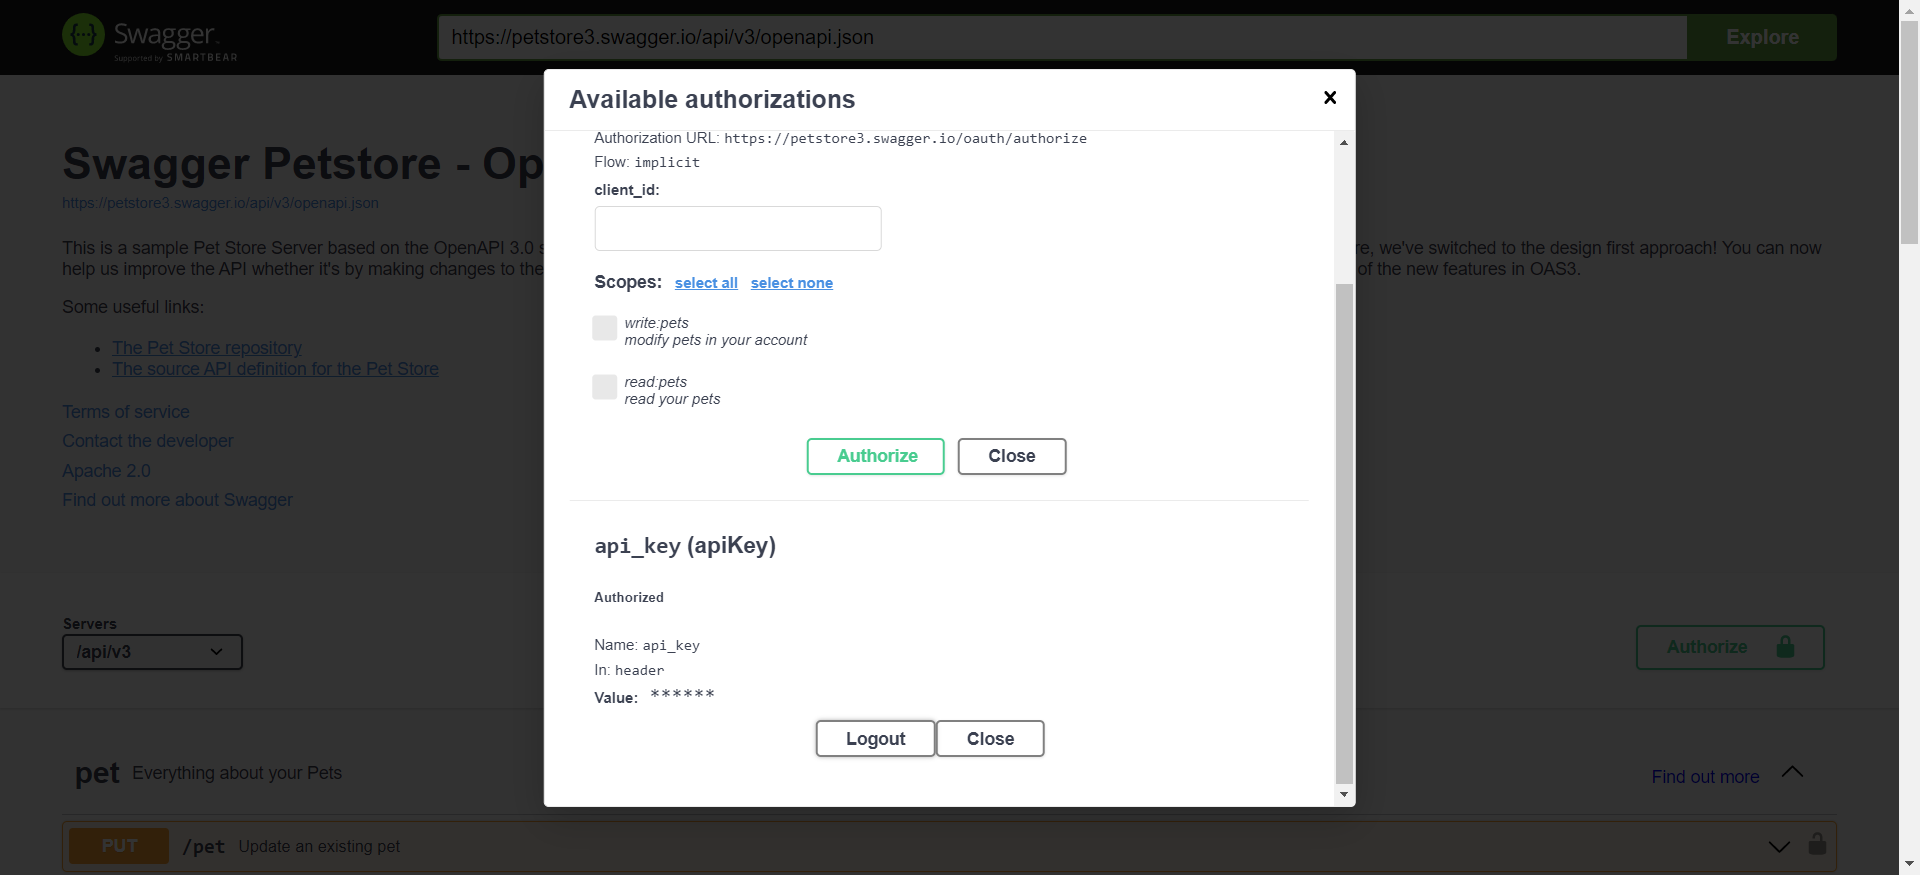 Swagger
Supported by SMARTBEAR
https://petstore3.swagger.io/api/v3/openapi.json
Explore
Available authorizations
Authorization URL: https://petstore3.swagger.io/oauth/authorize
Flow: implicit
client_id:
Scopes: select all select none
write:pets
modify pets in your account
read:pets
read your pets
Authorize Close
api_key (apiKey)
Authorized
Name: api_key
In: header
Value: ******
Logout Close
Swagger Petstore - Op
https://petstore3.swagger.io/api/v3/openapi.json
This is a sample Pet Store Server based on the OpenAPI 3.0 s re, we've switched to the design first approach! You can now
help us improve the API whether it's by making changes to the of the new features in OAS3.
Some useful links:
• The Pet Store repository
• The source API definition for the Pet Store
Terms of service
Contact the developer
Apache 2.0
Find out more about Swagger
Servers
/api/v3
Authorize
pet Everything about your Pets
Find out more
PUT /pet Update an existing pet